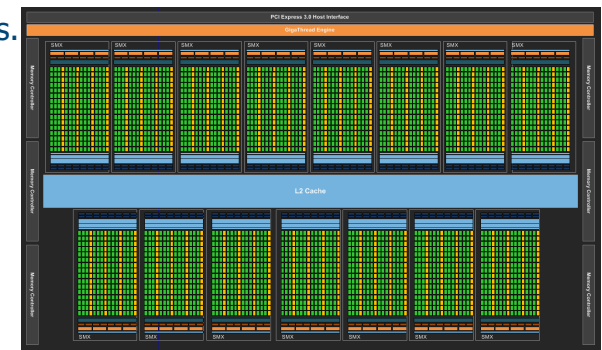 s.
PCI Express 3.0 Host Interface
GigaThread Engine
SMX SMX SMX SMX SMX SMX SMX SMX
Memory Controller Memory Controller
Memory Controller Memory Controller
L2 Cache
Memory Controller Memory Controller
SMX SMX SMX SMX SMX SMX SMX